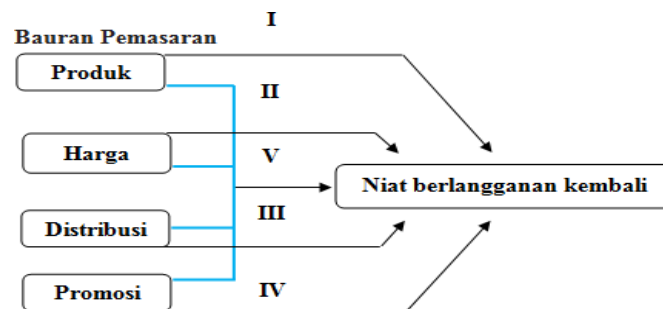 I
Bauran Pemasaran
Produk
II
Harga
V
Niat berlangganan kembali
III
Distribusi
Promosi
IV